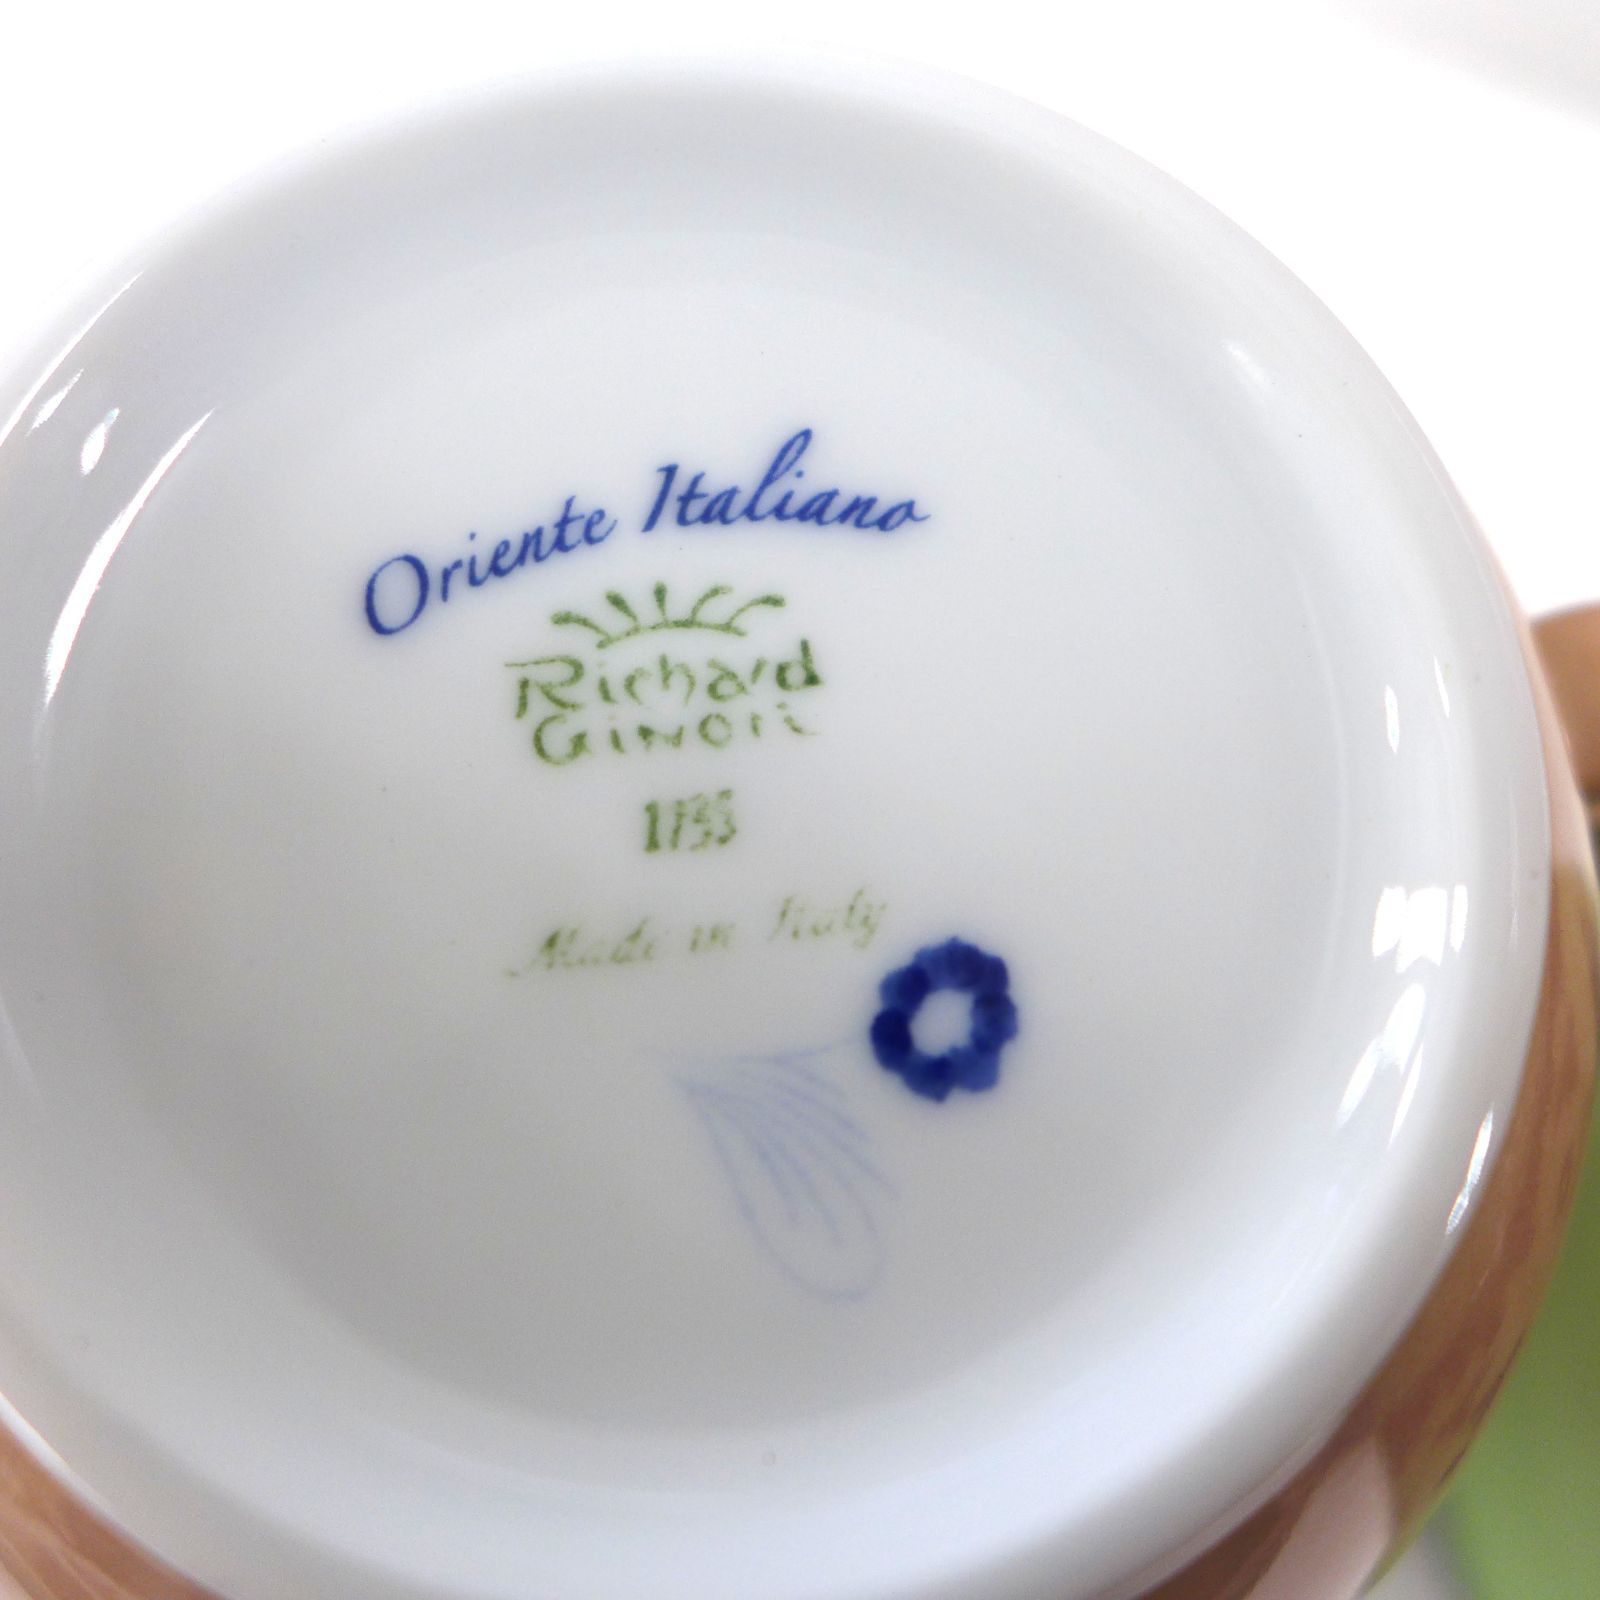 Oriente Italiano
Richard
GINORI
1735
Made in Italy